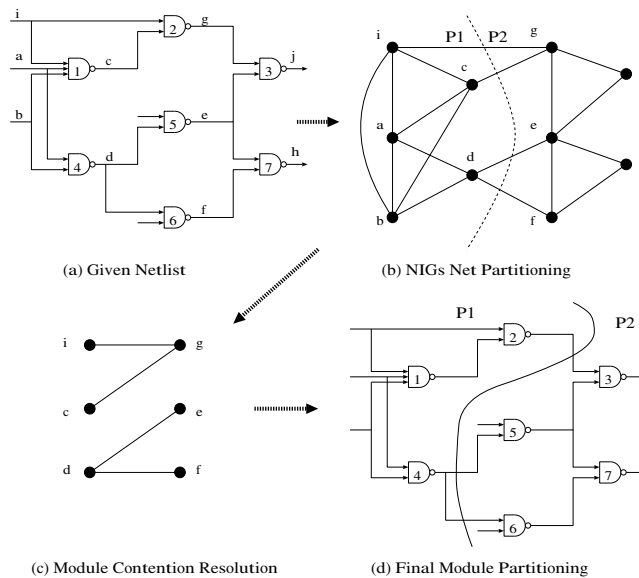 i
g
2
a
1
c
3
j
b
5
e
4
d
7
h
6
f
(a) Given Netlist
i
P1
P2
g
c
a
e
d
b
f
(b) NIGs Net Partitioning
i
g
c
e
d
f
(c) Module Contention Resolution
P1
P2
2
1
3
5
4
7
6
(d) Final Module Partitioning